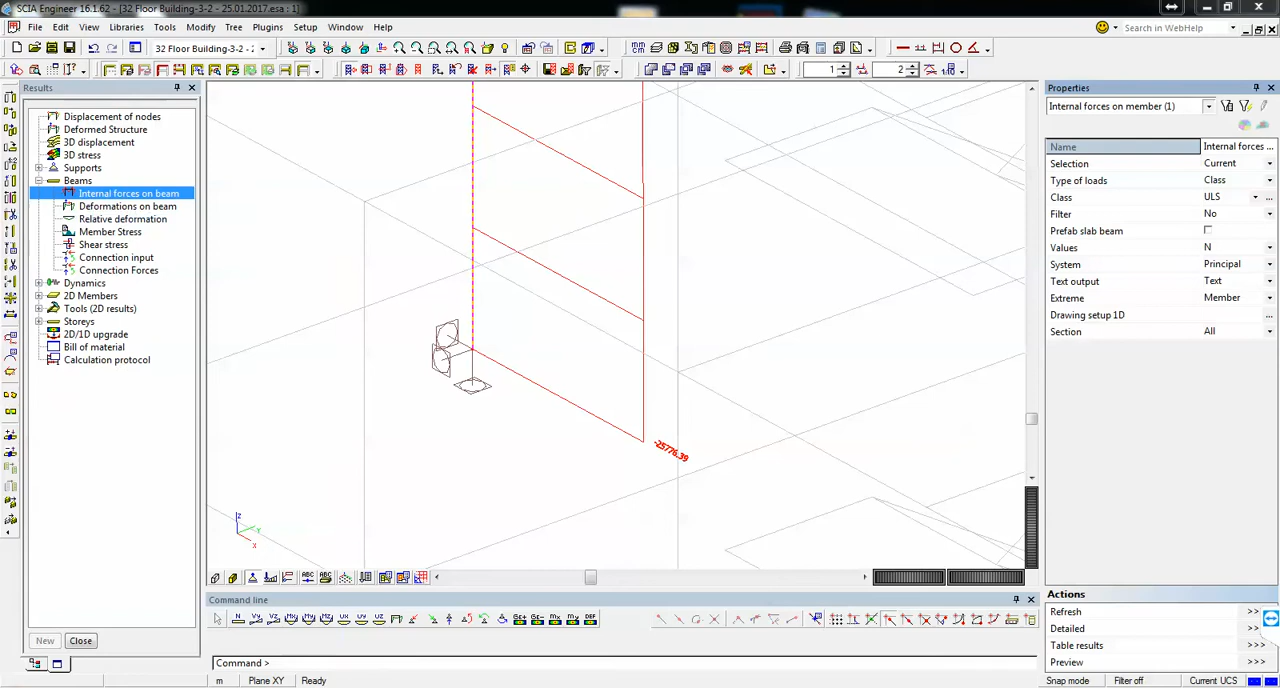 SCIA Engineer 16.1.62 - [32 Floor Building-3-2 - 25.01.2017.esa : 1]
File Edit View Libraries Tools Modify Tree Plugins Setup Window Help
Search in WebHelp
32 Floor Building-3-2 - 2
1 2
Results
Displacement of nodes
Deformed Structure
3D displacement
3D stress
Supports
Beams
Internal forces on beam
Deformations on beam
Relative deformation
Member Stress
Shear stress
Connection input
Connection Forces
Dynamics
2D Members
Tools (2D results)
Storeys
2D/1D upgrade
Bill of material
Calculation protocol
New Close
-25776.39
Z
Y
X
Properties
Internal forces on member (1)
Name Internal forces ...
Selection Current
Type of loads Class
Class ULS ...
Filter No
Prefab slab beam
Values N
System Principal
Text output Text
Extreme Member
Drawing setup 1D ...
Section All
Actions
Refresh >>>
Detailed >>>
Table results >>>
Preview >>>
Command line
Command >
m Plane XY Ready Snap mode Filter off Current UCS